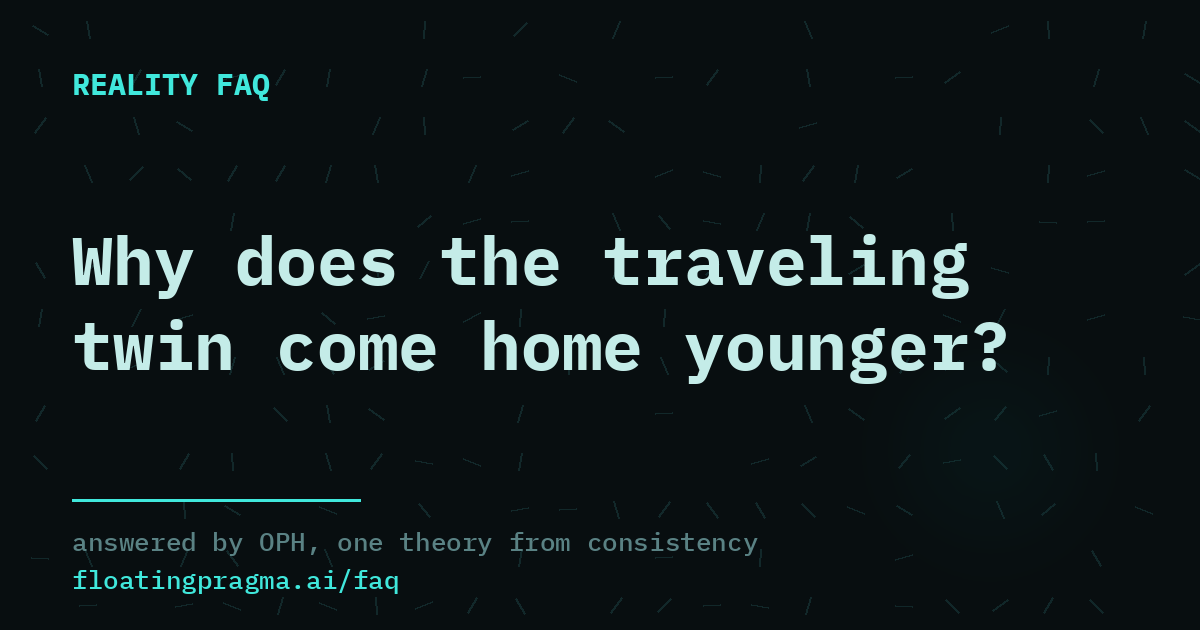 REALITY FAQ
Why does the traveling
twin come home younger?
answered by OPH, one theory from consistency
floatingpragma.ai/faq